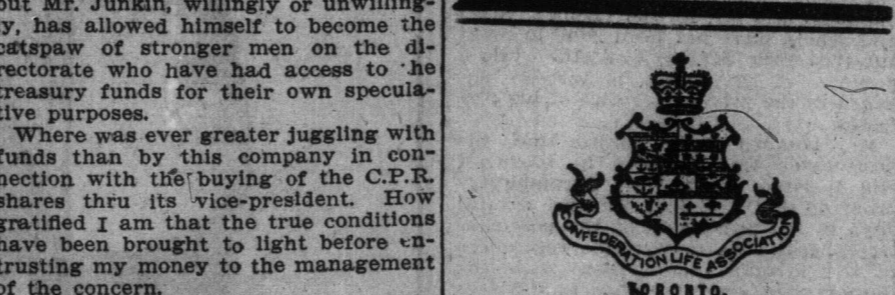 out Mr. Junkin, willingly or unwilling-
y, has allowed himself to become the
catspaw of stronger men on the di-
rectorate who have had access to he
treasury funds for their own specula-
tive purposes.
Where was ever greater juggling with
funds than by this company in con-
nection with the buying of the C.P.R.
shares thru its vice-president. How
gratified I am that the true conditions
have been brought to light before en-
trusting my money to the management
of the concern.
CONFEDERATION LIFE ASSOCIATION
TORONTO.